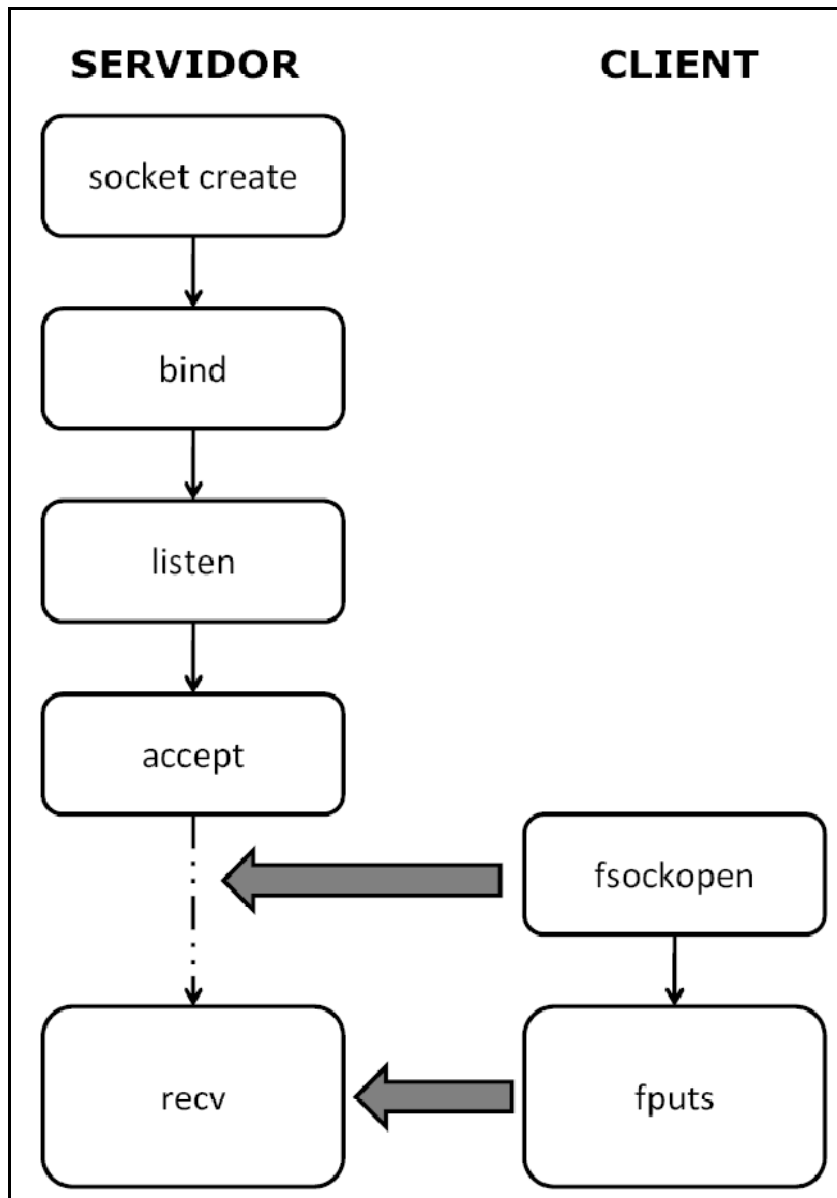 SERVIDOR
CLIENT
socket create
bind
listen
accept
fsockopen
recv
fputs